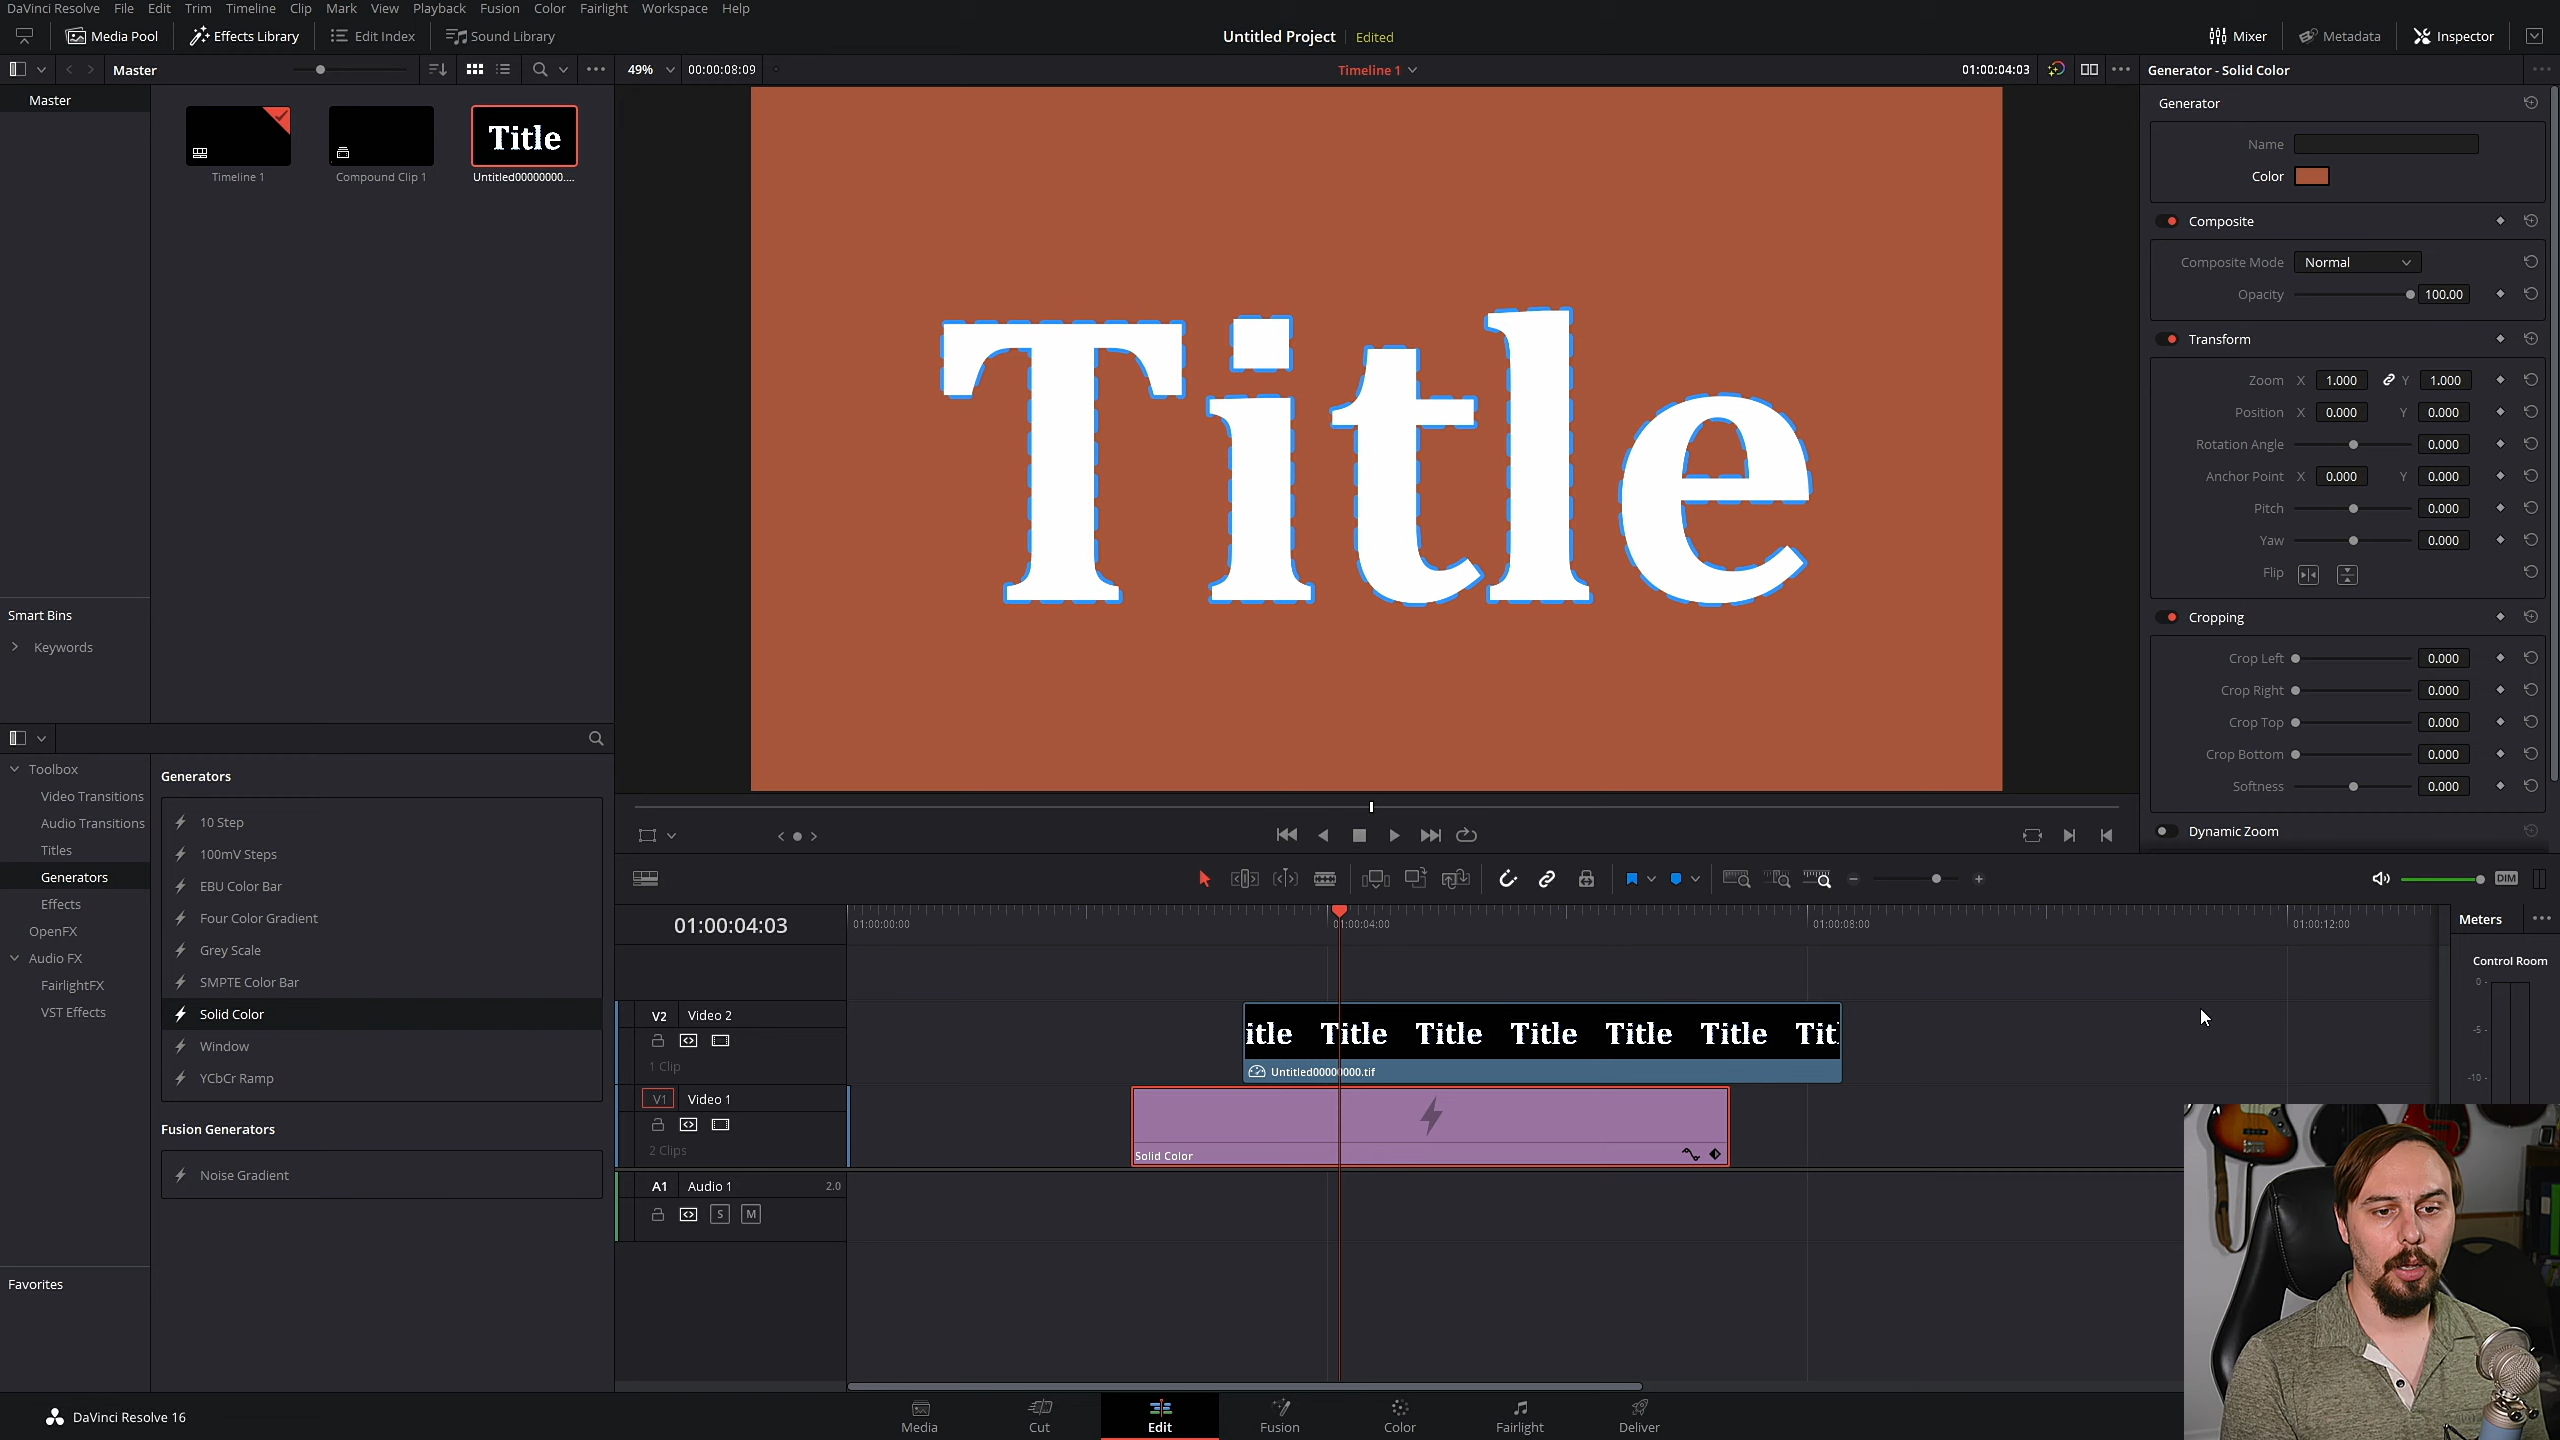 DaVinci Resolve File Edit Trim Timeline Clip Mark View Playback Fusion Color Fairlight Workspace Help
Media Pool Effects Library Edit Index Sound Library
Untitled Project Edited
Mixer Metadata Inspector
Master
49% 00:00:08:09
Timeline 1
01:00:04:03
Generator - Solid Color
Master
Title
Timeline 1
Compound Clip 1
Untitled00000000....
Smart Bins
Keywords
Title
Generator
Name
Color
Composite
Composite Mode Normal
Opacity 100.00
Transform
Zoom X 1.000 Y 1.000
Position X 0.000 Y 0.000
Rotation Angle 0.000
Anchor Point X 0.000 Y 0.000
Pitch 0.000
Yaw 0.000
Flip
Cropping
Crop Left 0.000
Crop Right 0.000
Crop Top 0.000
Crop Bottom 0.000
Softness 0.000
Dynamic Zoom
Toolbox
Video Transitions
Audio Transitions
Titles
Generators
Effects
OpenFX
Audio FX
FairlightFX
VST Effects
Favorites
Generators
10 Step
100mV Steps
EBU Color Bar
Four Color Gradient
Grey Scale
SMPTE Color Bar
Solid Color
Window
YCbCr Ramp
Fusion Generators
Noise Gradient
DIM
01:00:04:03
01:00:00:00 01:00:04:00 01:00:08:00 01:00:12:00
V2 Video 2
1 Clip
itle Title Title Title Title Title Titl
Untitled00000000.tif
V1 Video 1
2 Clips
Solid Color
A1 Audio 1 2.0
S M
Meters
Control Room
0
-5
-10
DaVinci Resolve 16
Media Cut Edit Fusion Color Fairlight Deliver